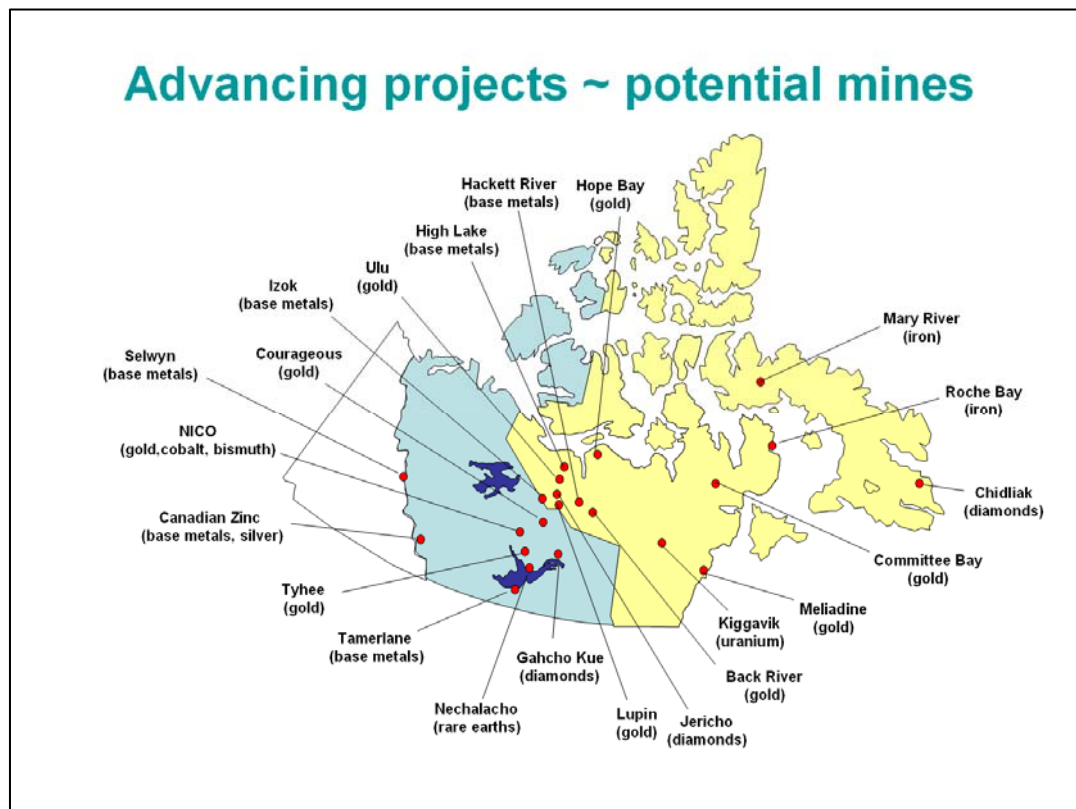 Advancing projects ~ potential mines
Hackett River
(base metals)
Hope Bay
(gold)
High Lake
(base metals)
Ulu
(gold)
Izok
(base metals)
Courageous
(gold)
Selwyn
(base metals)
NICO
(gold,cobalt, bismuth)
Canadian Zinc
(base metals, silver)
Tyhee
(gold)
Tamerlane
(base metals)
Nechalacho
(rare earths)
Gahcho Kue
(diamonds)
Lupin
(gold)
Jericho
(diamonds)
Back River
(gold)
Kiggavik
(uranium)
Meliadine
(gold)
Committee Bay
(gold)
Chidliak
(diamonds)
Roche Bay
(iron)
Mary River
(iron)